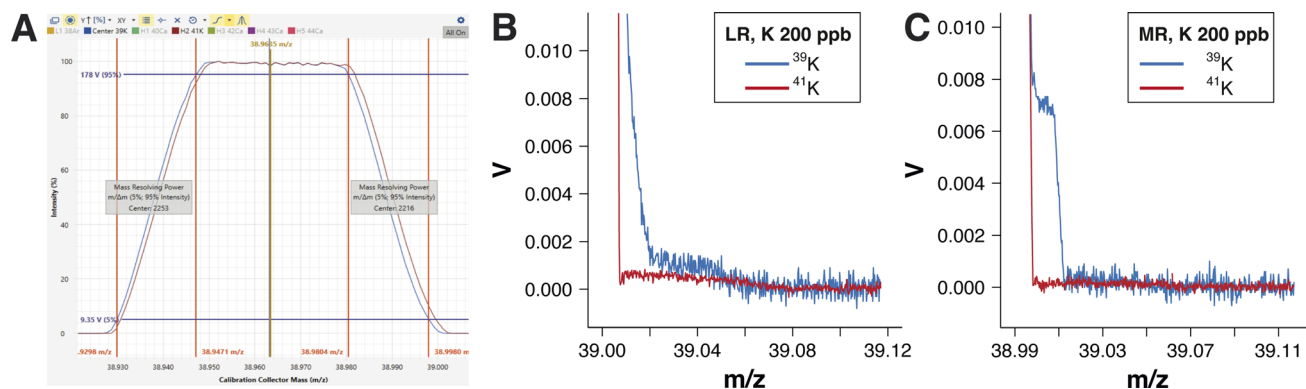 A
Y↑ [%] XY
L1 38Ar Center 39K H1 40Ca H2 41K H3 42Ca H4 43Ca H5 44Ca All On
38.9635 m/z
100
178 V (95%)
80
60
40
20
0
Intensity (%)
Mass Resolving Power
m/Δm (5%; 95% Intensity)
Center: 2253
Mass Resolving Power
m/Δm (5%; 95% Intensity)
Center: 2216
9.35 V (5%)
.9298 m/z 38.9471 m/z 38.9804 m/z 38.9980 m/z
38.930 38.940 38.950 38.960 38.970 38.980 38.990 39.000
Calibration Collector Mass (m/z)
B
LR, K 200 ppb
³⁹K
⁴¹K
0.010
0.008
0.006
0.004
0.002
0.000
V
39.00 39.04 39.08 39.12
m/z
C
MR, K 200 ppb
³⁹K
⁴¹K
0.010
0.008
0.006
0.004
0.002
0.000
V
38.99 39.03 39.07 39.11
m/z